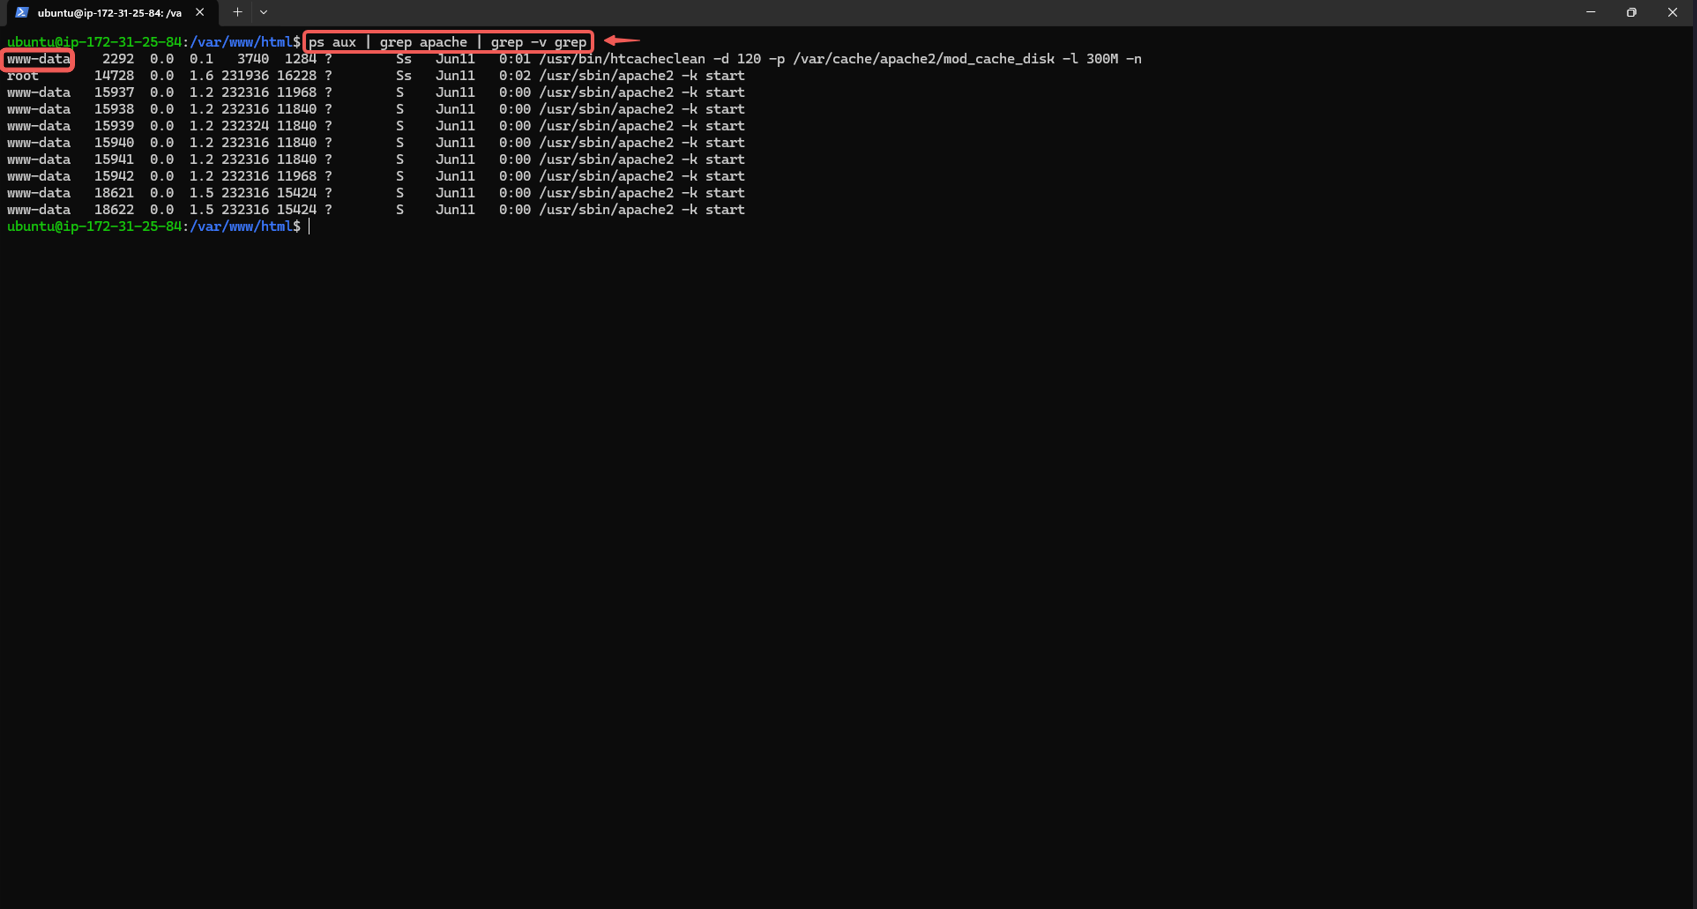 ubuntu@ip-172-31-25-84: /va
ubuntu@ip-172-31-25-84:/var/www/html$ ps aux | grep apache | grep -v grep
www-data    2292  0.0  0.1   3740  1284 ?        Ss   Jun11   0:01 /usr/bin/htcacheclean -d 120 -p /var/cache/apache2/mod_cache_disk -l 300M -n
root       14728  0.0  1.6 231936 16228 ?        Ss   Jun11   0:02 /usr/sbin/apache2 -k start
www-data   15937  0.0  1.2 232316 11968 ?        S    Jun11   0:00 /usr/sbin/apache2 -k start
www-data   15938  0.0  1.2 232316 11840 ?        S    Jun11   0:00 /usr/sbin/apache2 -k start
www-data   15939  0.0  1.2 232324 11840 ?        S    Jun11   0:00 /usr/sbin/apache2 -k start
www-data   15940  0.0  1.2 232316 11840 ?        S    Jun11   0:00 /usr/sbin/apache2 -k start
www-data   15941  0.0  1.2 232316 11840 ?        S    Jun11   0:00 /usr/sbin/apache2 -k start
www-data   15942  0.0  1.2 232316 11968 ?        S    Jun11   0:00 /usr/sbin/apache2 -k start
www-data   18621  0.0  1.5 232316 15424 ?        S    Jun11   0:00 /usr/sbin/apache2 -k start
www-data   18622  0.0  1.5 232316 15424 ?        S    Jun11   0:00 /usr/sbin/apache2 -k start
ubuntu@ip-172-31-25-84:/var/www/html$